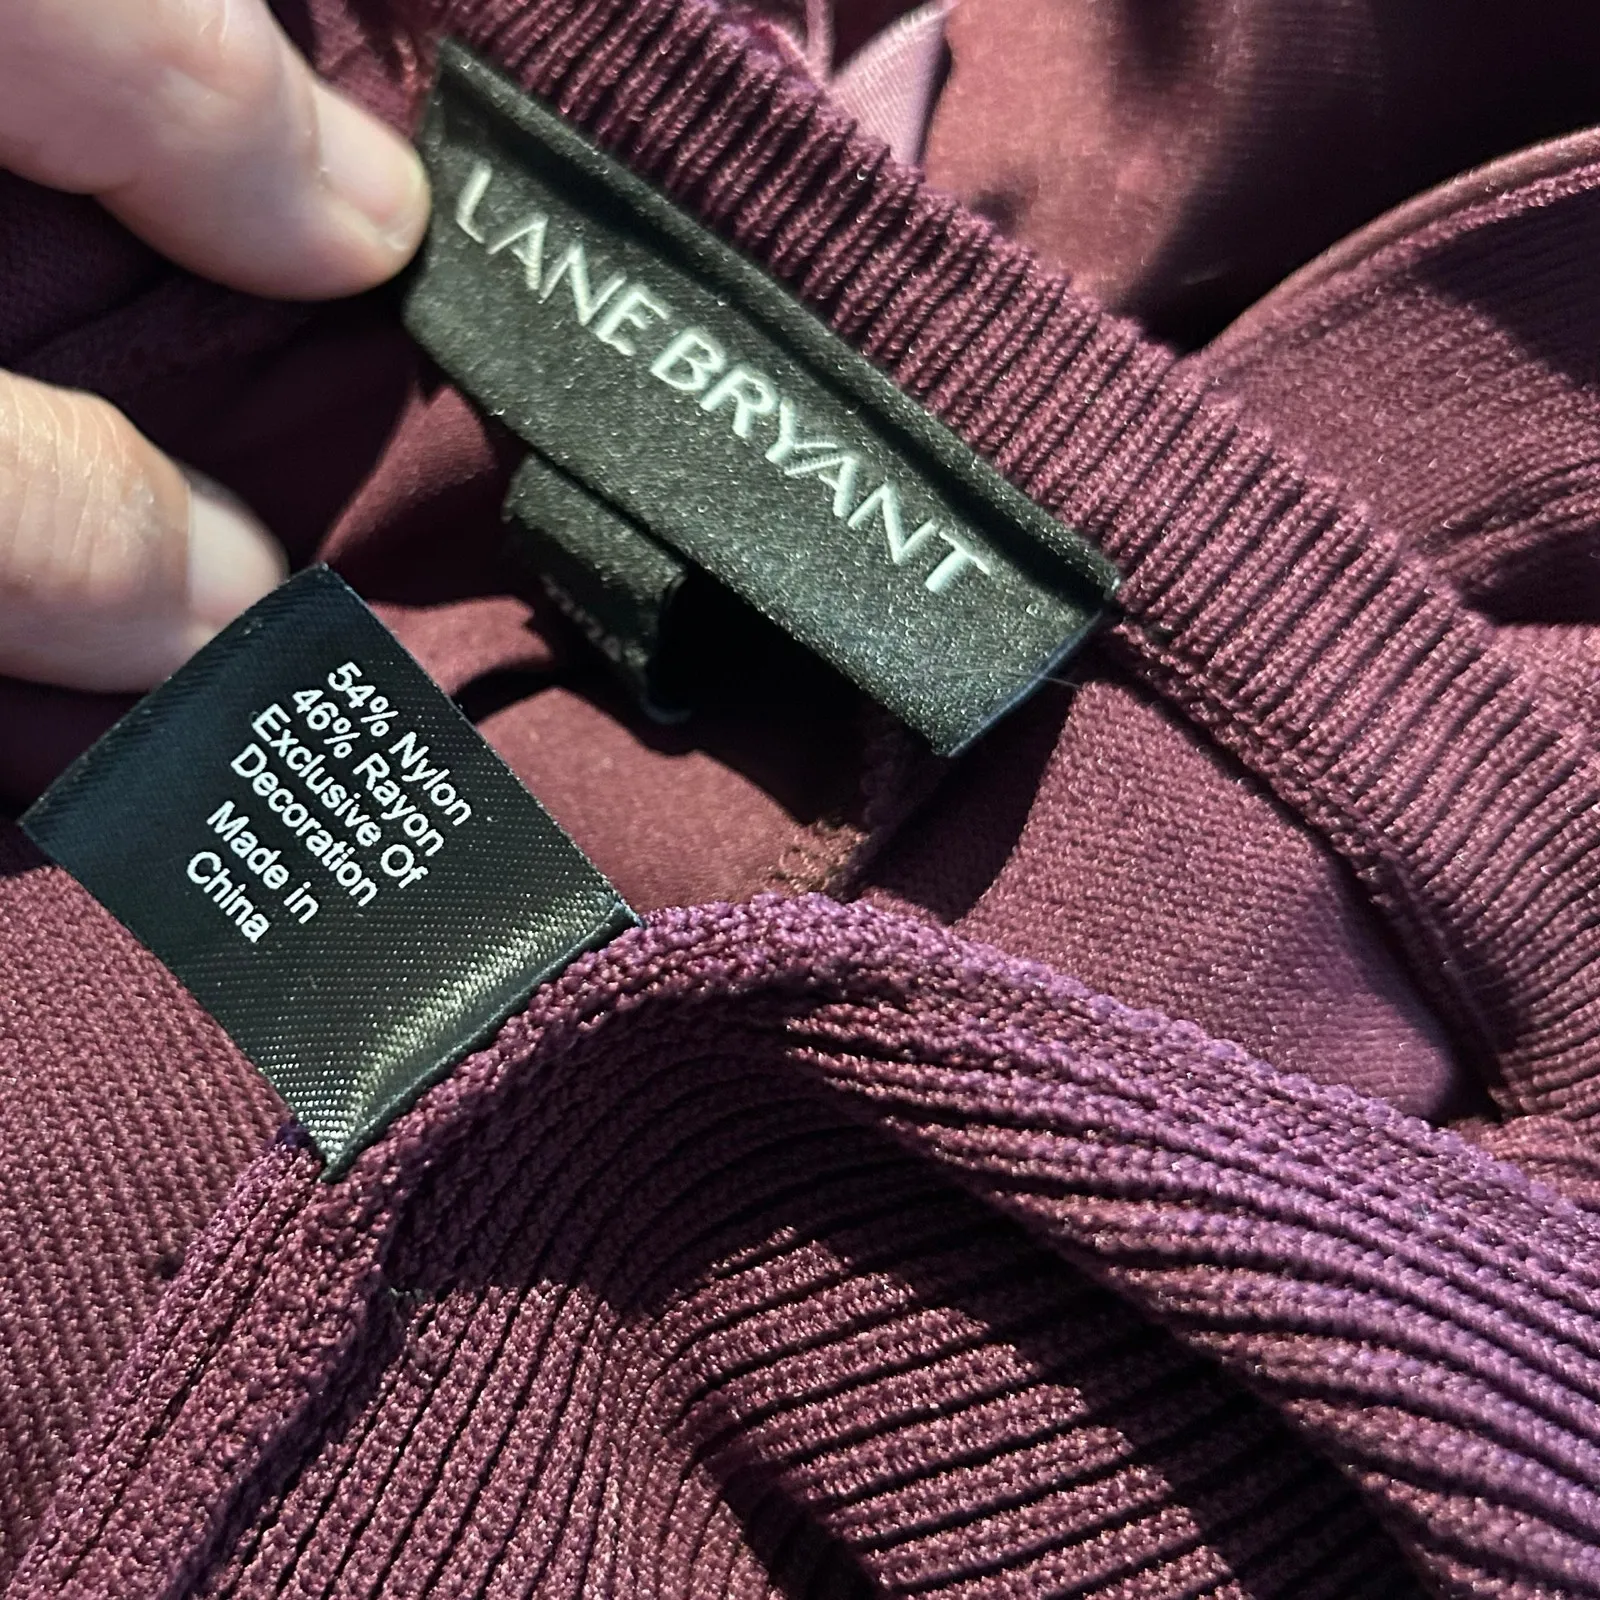 LANE BRYANT
54% Nylon
46% Rayon
Exclusive Of
Decoration
Made in
China